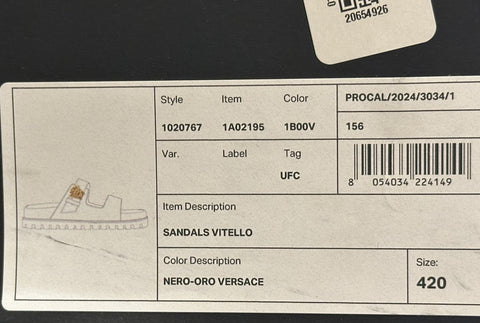 20654926
Style Item Color PROCAL/2024/3034/1
1020767 1A02195 1B00V 156
Var. Label Tag
UFC
8 054034 224149
Item Description
SANDALS VITELLO
Color Description Size:
NERO-ORO VERSACE 420